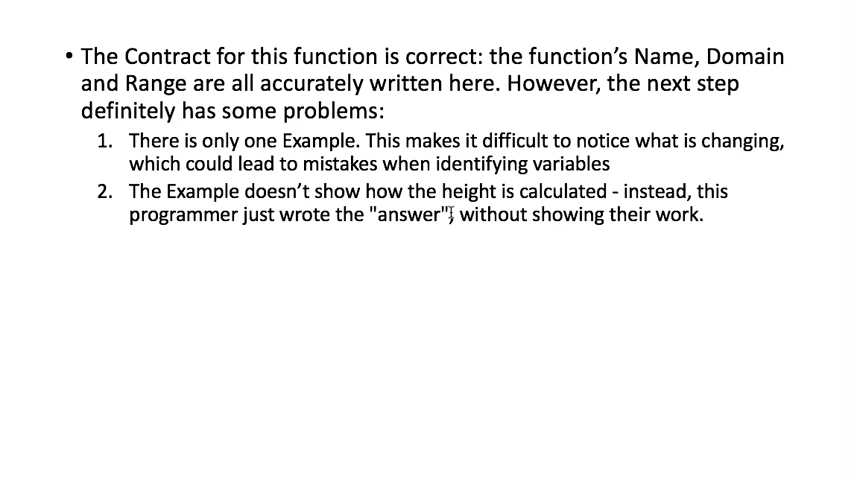 • The Contract for this function is correct: the function’s Name, Domain
and Range are all accurately written here. However, the next step
definitely has some problems:
1. There is only one Example. This makes it difficult to notice what is changing,
which could lead to mistakes when identifying variables
2. The Example doesn’t show how the height is calculated - instead, this
programmer just wrote the "answer", without showing their work.